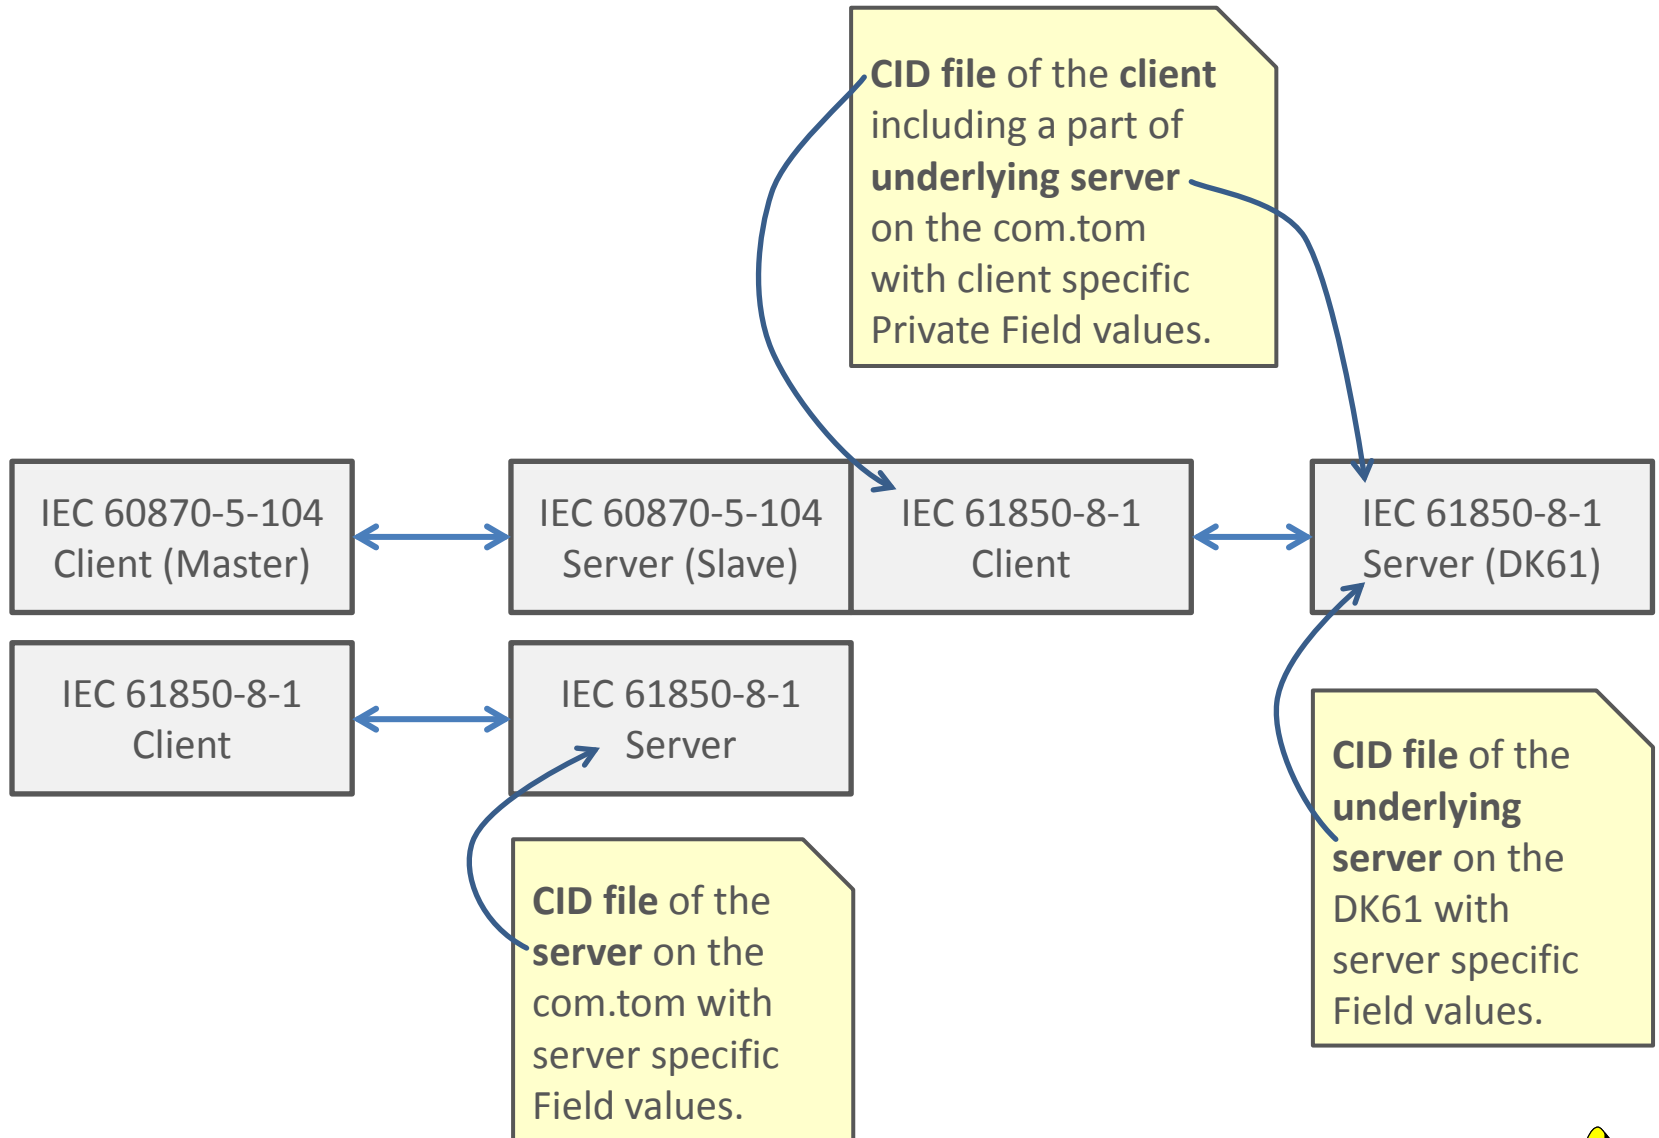 CID file of the client
including a part of
underlying server
on the com.tom
with client specific
Private Field values.
IEC 60870-5-104
Client (Master)
IEC 60870-5-104
Server (Slave)
IEC 61850-8-1
Client
IEC 61850-8-1
Server (DK61)
IEC 61850-8-1
Client
IEC 61850-8-1
Server
CID file of the
underlying
server on the
DK61 with
server specific
Field values.
CID file of the
server on the
com.tom with
server specific
Field values.